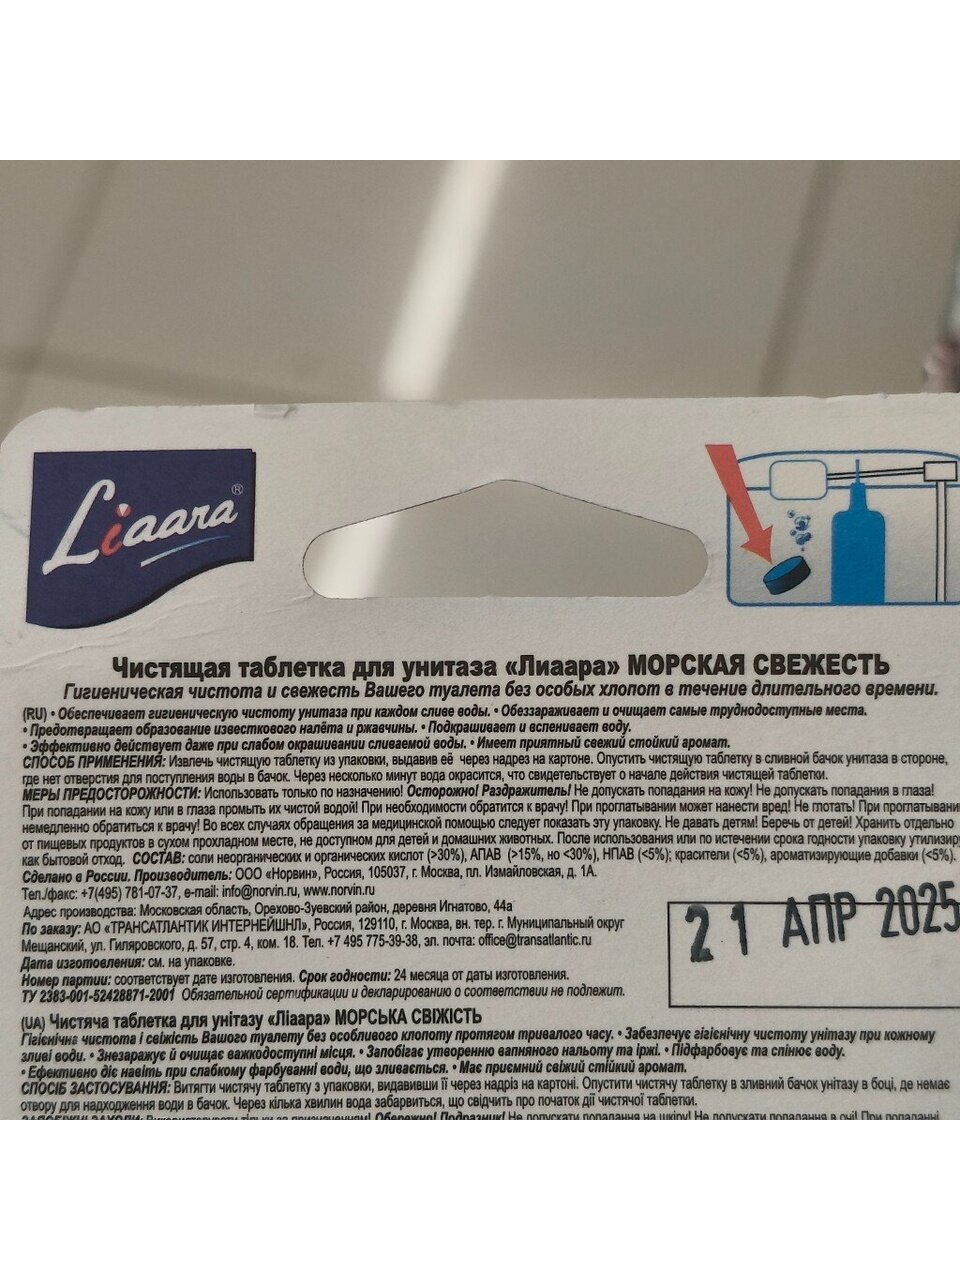 Liaara®
Чистящая таблетка для унитаза «Лиаара» МОРСКАЯ СВЕЖЕСТЬ
Гигиеническая чистота и свежесть Вашего туалета без особых хлопот в течение длительного времени.
(RU) • Обеспечивает гигиеническую чистоту унитаза при каждом сливе воды. • Обеззараживает и очищает самые труднодоступные места.
• Предотвращает образование известкового налёта и ржавчины. • Подкрашивает и вспенивает воду.
• Эффективно действует даже при слабом окрашивании сливаемой воды. • Имеет приятный свежий стойкий аромат.
СПОСОБ ПРИМЕНЕНИЯ: Извлечь чистящую таблетку из упаковки, выдавив её через надрез на картоне. Опустить чистящую таблетку в сливной бачок унитаза в стороне,
где нет отверстия для поступления воды в бачок. Через несколько минут вода окрасится, что свидетельствует о начале действия чистящей таблетки.
МЕРЫ ПРЕДОСТОРОЖНОСТИ: Использовать только по назначению! Осторожно! Раздражитель! Не допускать попадания на кожу! Не допускать попадания в глаза!
При попадании на кожу или в глаза промыть их чистой водой! При необходимости обратится к врачу! При проглатывании может нанести вред! Не глотать! При проглатывани
немедленно обратиться к врачу! Во всех случаях обращения за медицинской помощью следует показать эту упаковку. Не давать детям! Беречь от детей! Хранить отдельно
от пищевых продуктов в сухом прохладном месте, не доступном для детей и домашних животных. После использования или по истечении срока годности упаковку утилизиру
как бытовой отход. СОСТАВ: соли неорганических и органических кислот (>30%), АПАВ (>15%, но <30%), НПАВ (<5%); красители (<5%), ароматизирующие добавки (<5%).
Сделано в России. Производитель: ООО «Норвин», Россия, 105037, г. Москва, пл. Измайловская, д. 1А.
Тел./факс: +7(495) 781-07-37, e-mail: info@norvin.ru, www.norvin.ru
Адрес производства: Московская область, Орехово-Зуевский район, деревня Игнатово, 44а
По заказу: АО «ТРАНСАТЛАНТИК ИНТЕРНЕЙШНЛ», Россия, 129110, г. Москва, вн. тер. г. Муниципальный округ
Мещанский, ул. Гиляровского, д. 57, стр. 4, ком. 18. Тел. +7 495 775-39-38, эл. почта: office@transatlantic.ru
Дата изготовления: см. на упаковке.
Номер партии: соответствует дате изготовления. Срок годности: 24 месяца от даты изготовления.
ТУ 2383-001-52428871-2001 Обязательной сертификации и декларированию о соответствии не подлежит.
21 АПР 2025
(UA) Чистяча таблетка для унітазу «Ліаара» МОРСЬКА СВІЖІСТЬ
Гігієнічна чистота і свіжість Вашого туалету без особливого клопоту протягом тривалого часу. • Забезпечує гігієнічну чистоту унітазу при кожному
зливі води. • Знезаражує й очищає важкодоступні місця. • Запобігає утворенню вапняного нальоту та іржі. • Підфарбовує та спінює воду.
• Ефективно діє навіть при слабкому фарбуванні води, що зливається. • Має приємний свіжий стійкий аромат.
СПОСІБ ЗАСТОСУВАННЯ: Витягти чистячу таблетку з упаковки, видавивши її через надріз на картоні. Опустити чистячу таблетку в зливний бачок унітазу в боці, де немає
отвору для надходження води в бачок. Через кілька хвилин вода забарвиться, що свідчить про початок дії чистячої таблетки.
Обережно! Подразник! Не допускати попадання на шкіру! Не допускати попадання в очі! При попаданні